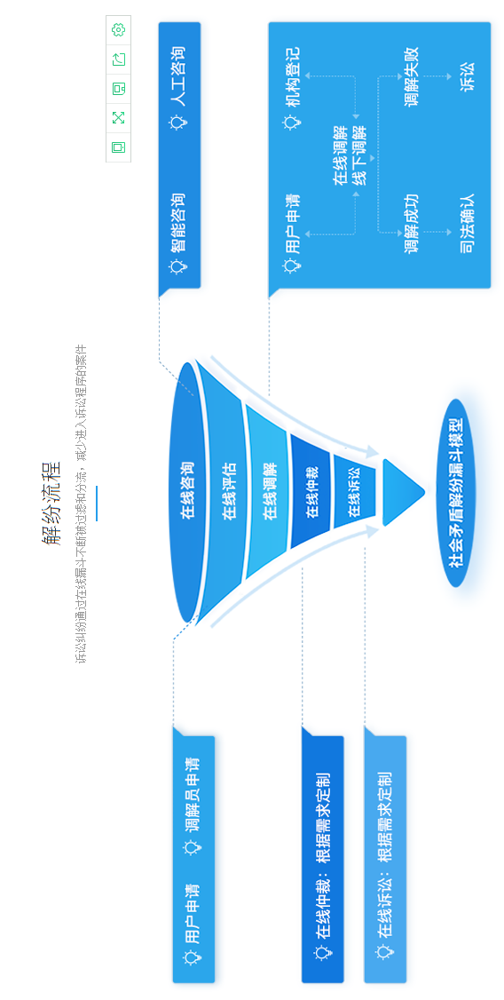 解纷流程
诉讼纠纷通过在线漏斗不断被过滤和分流，减少进入诉讼程序的案件
智能咨询
人工咨询
用户申请
调解员申请
在线咨询
在线评估
在线调解
在线仲裁
在线诉讼
用户申请
机构登记
在线调解
线下调解
调解成功
调解失败
司法确认
诉讼
在线仲裁：根据需求定制
在线诉讼：根据需求定制
社会矛盾解纷漏斗模型